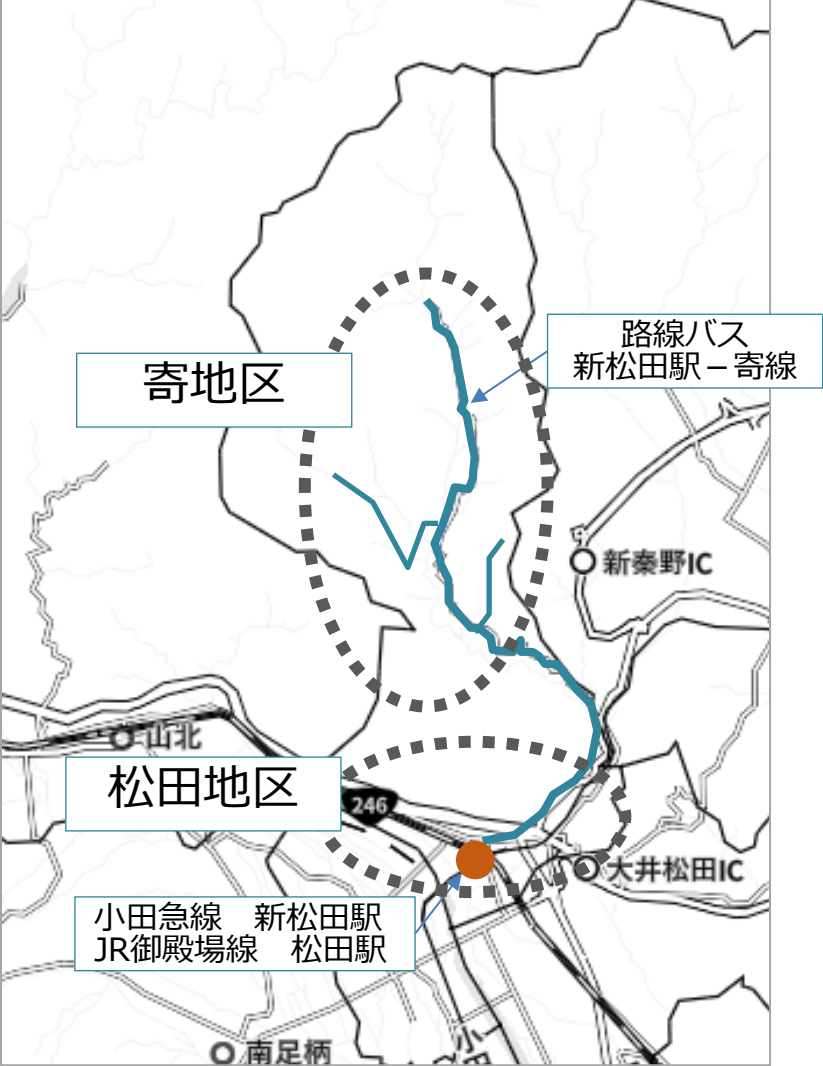 路線バス
新松田駅－寄線
寄地区
新秦野IC
山北
松田地区
246
大井松田IC
小田急線　新松田駅
JR御殿場線　松田駅
南足柄
小田